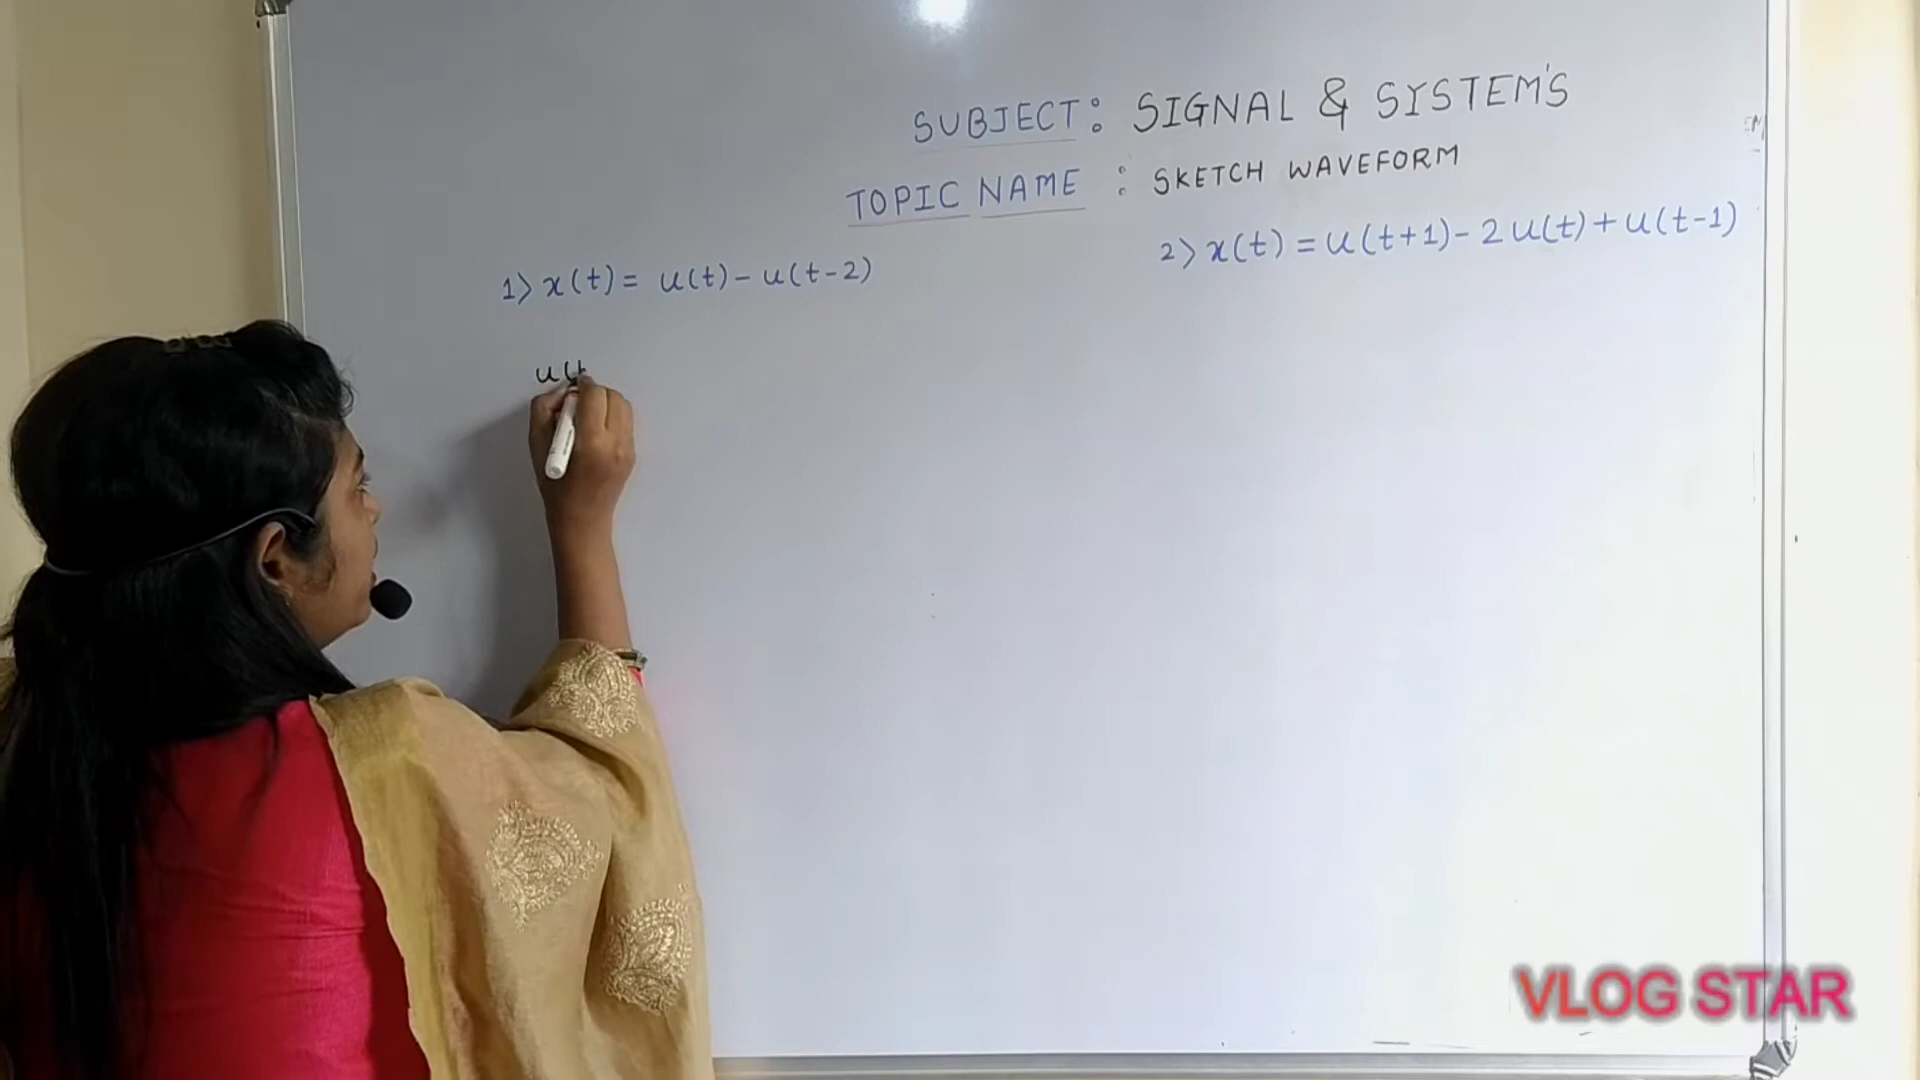 SUBJECT: SIGNAL & SYSTEM'S
TOPIC NAME : SKETCH WAVEFORM
1> x(t) = u(t) - u(t-2)
2> x(t) = u(t+1) - 2u(t) + u(t-1)
u(t
VLOG STAR